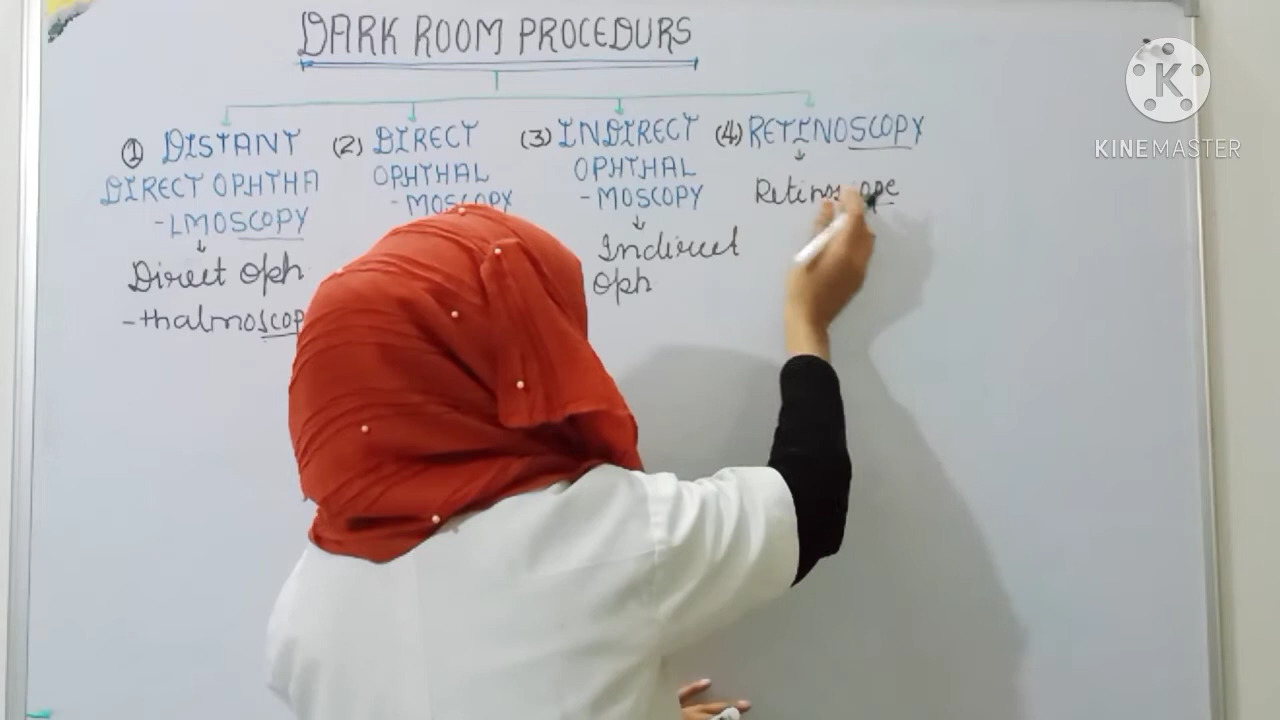 DARK ROOM PROCEDURS
① DISTANT
DIRECT OPHTHA
-LMOSCOPY
Direct Oph
-thalmoscop
(2) DIRECT
OPHTHAL
-MOSCOPY
(3) INDIRECT
OPHTHAL
-MOSCOPY
Indirect
Oph
(4) RETINOSCOPY
Retinoscope
K
KINEMASTER